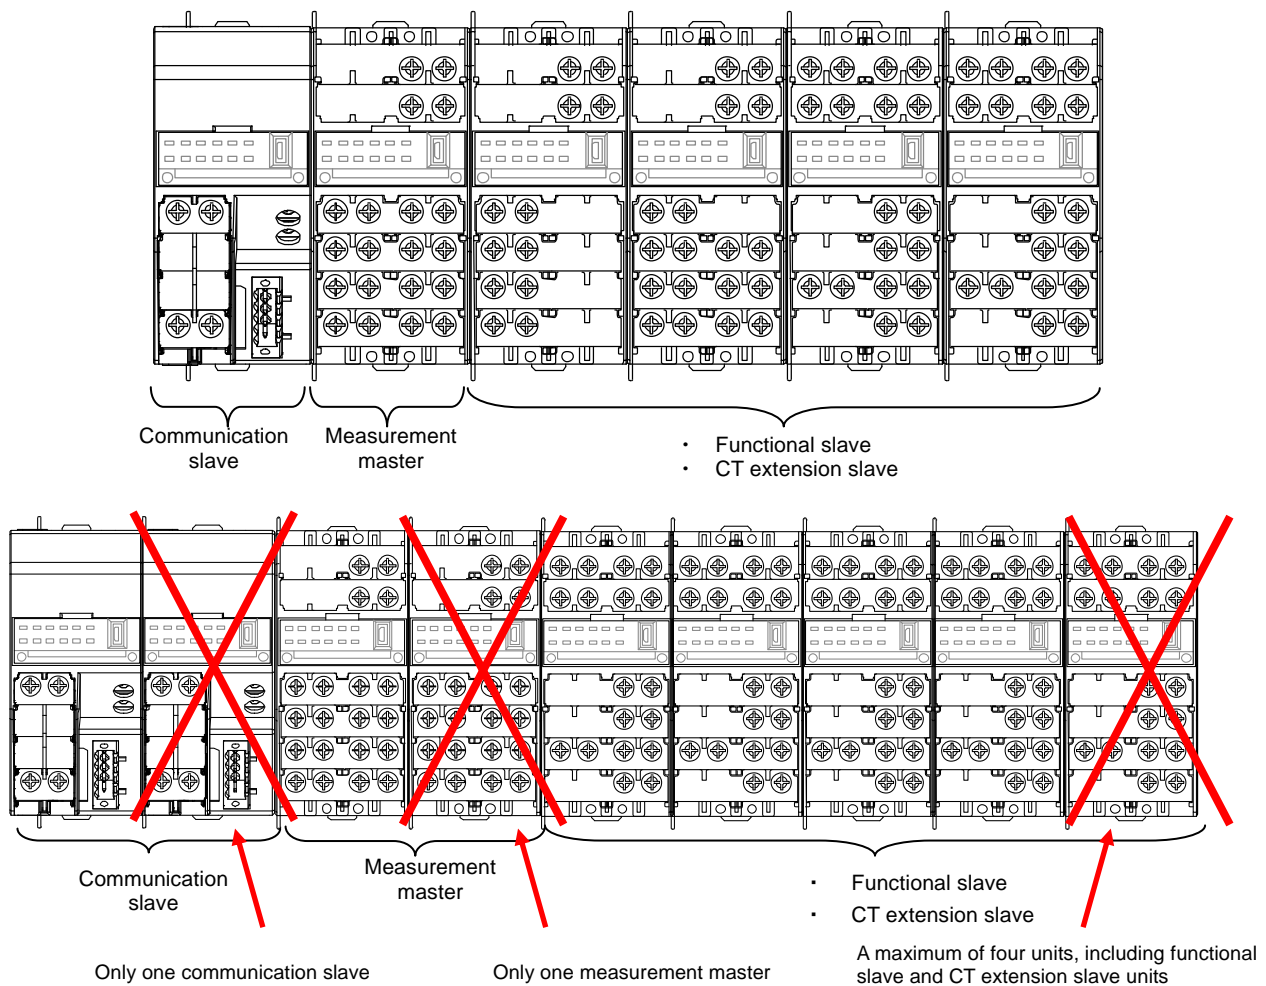 Communication
slave
Measurement
master
・ Functional slave
・ CT extension slave
Communication
slave
Measurement
master
・ Functional slave
・ CT extension slave
Only one communication slave
Only one measurement master
A maximum of four units, including functional
slave and CT extension slave units